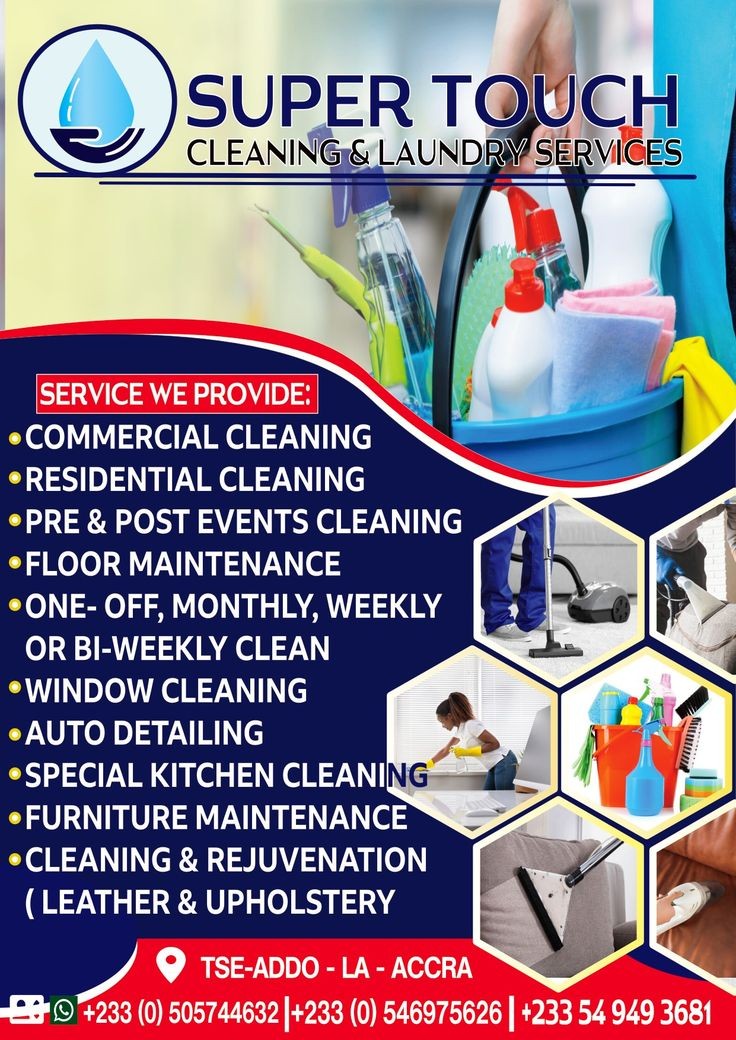 SUPER TOUCH
CLEANING & LAUNDRY SERVICES
SERVICE WE PROVIDE:
• COMMERCIAL CLEANING
• RESIDENTIAL CLEANING
• PRE & POST EVENTS CLEANING
• FLOOR MAINTENANCE
• ONE- OFF, MONTHLY, WEEKLY
OR BI-WEEKLY CLEAN
• WINDOW CLEANING
• AUTO DETAILING
• SPECIAL KITCHEN CLEANING
• FURNITURE MAINTENANCE
• CLEANING & REJUVENATION
( LEATHER & UPHOLSTERY
TSE-ADDO - LA - ACCRA
+233 (0) 505744632 | +233 (0) 546975626 | +233 54 949 3681